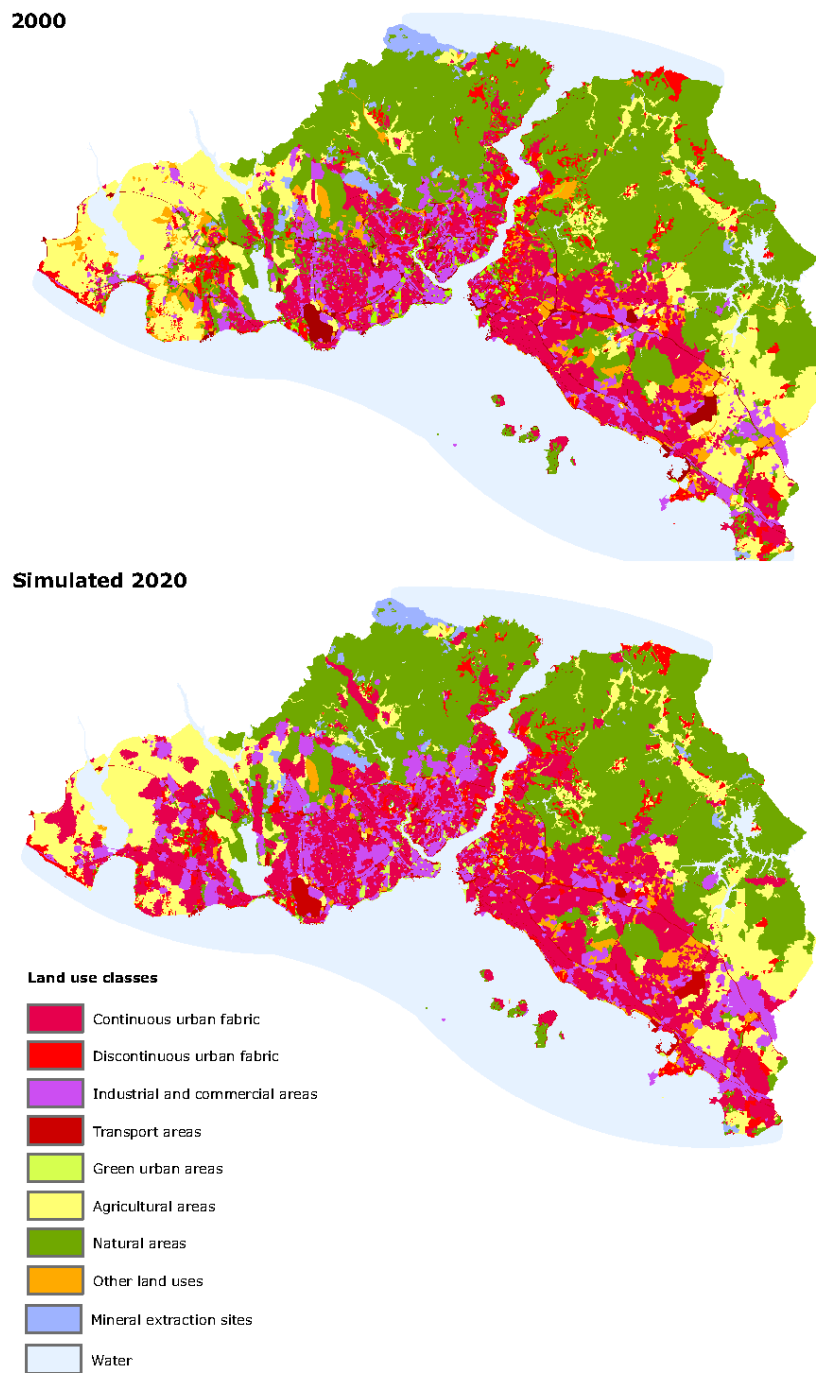 2000
Simulated 2020
Land use classes
Continuous urban fabric
Discontinuous urban fabric
Industrial and commercial areas
Transport areas
Green urban areas
Agricultural areas
Natural areas
Other land uses
Mineral extraction sites
Water